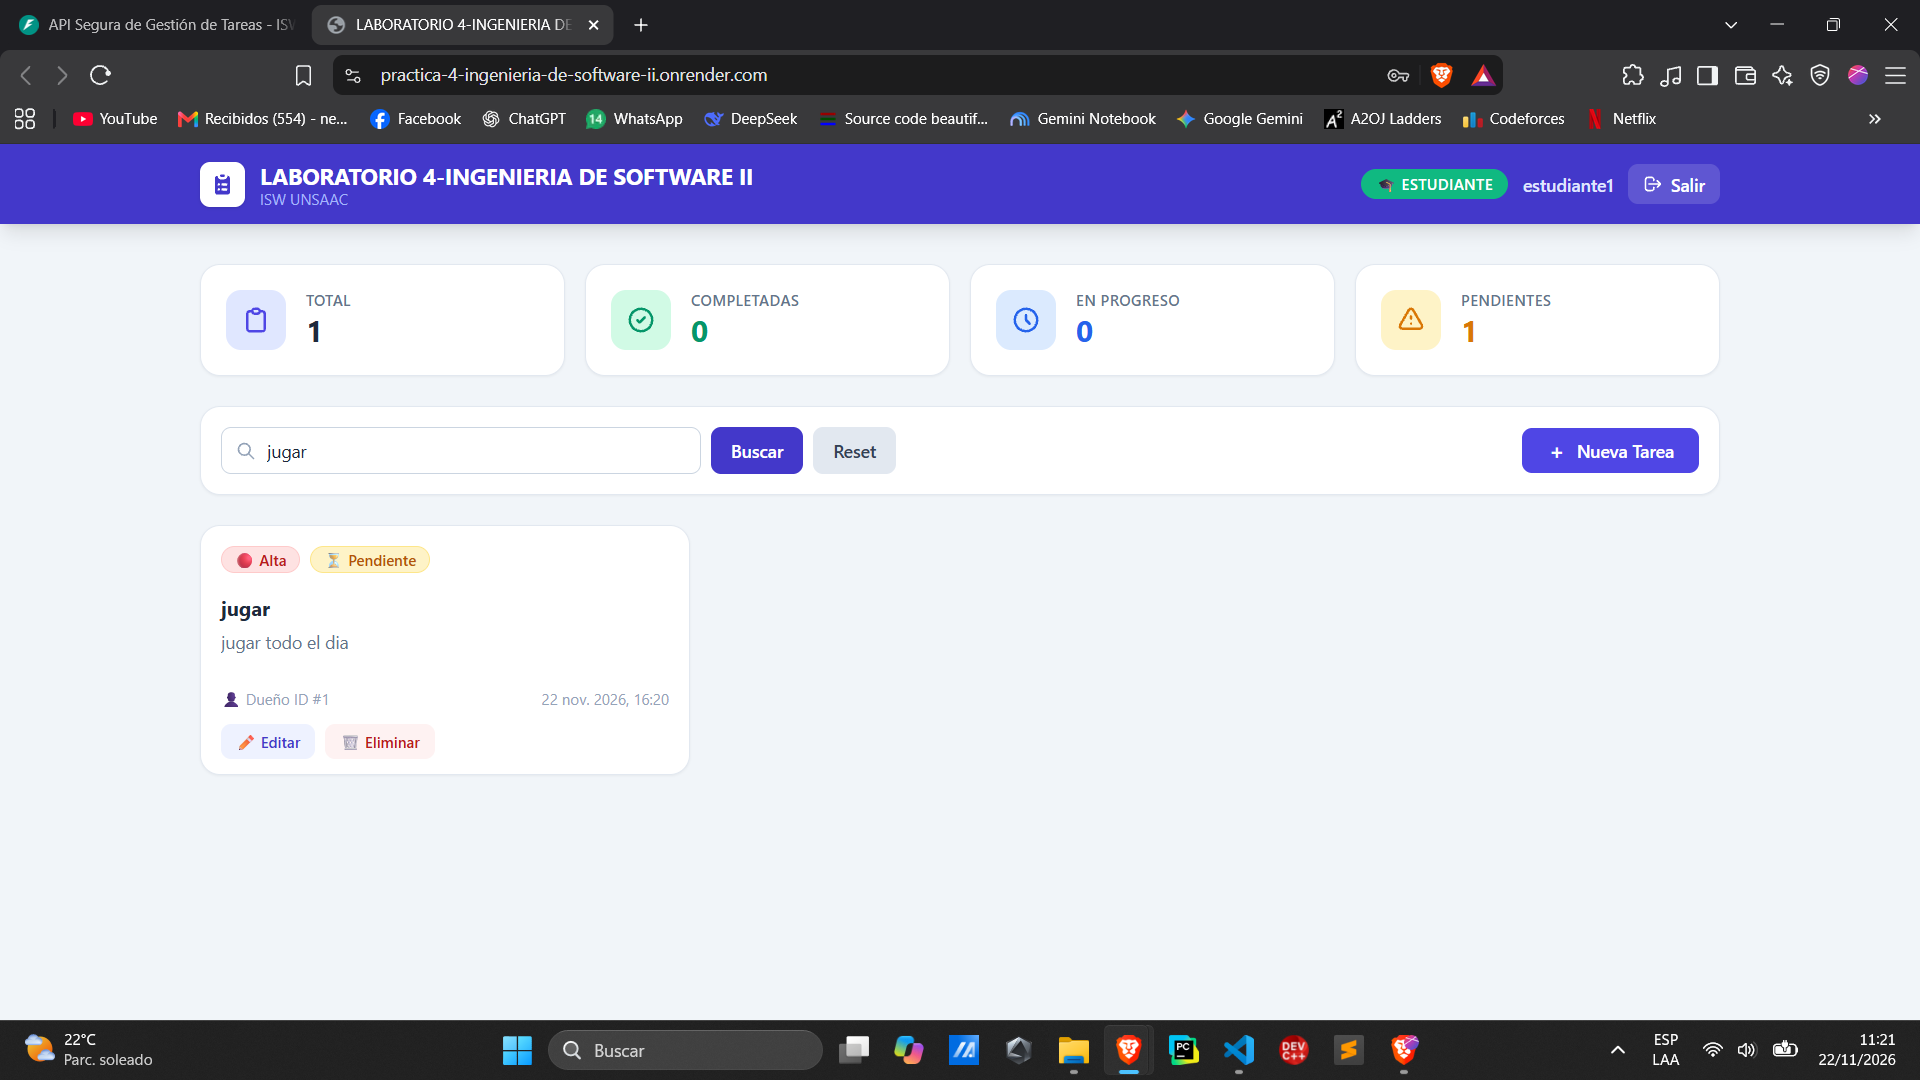 API Segura de Gestión de Tareas - ISW
LABORATORIO 4-INGENIERIA DE
practica-4-ingenieria-de-software-ii.onrender.com
YouTube
Recibidos (554) - ne...
Facebook
ChatGPT
14 WhatsApp
DeepSeek
Source code beautif...
Gemini Notebook
Google Gemini
A2 A2OJ Ladders
Codeforces
N Netflix
LABORATORIO 4-INGENIERIA DE SOFTWARE II
ISW UNSAAC
ESTUDIANTE
estudiante1
Salir
TOTAL
1
COMPLETADAS
0
EN PROGRESO
0
PENDIENTES
1
jugar
Buscar
Reset
+ Nueva Tarea
Alta
Pendiente
jugar
jugar todo el dia
Dueño ID #1
22 nov. 2026, 16:20
Editar
Eliminar
22°C
Parc. soleado
Buscar
PC
DEV C++
ESP
LAA
11:21
22/11/2026